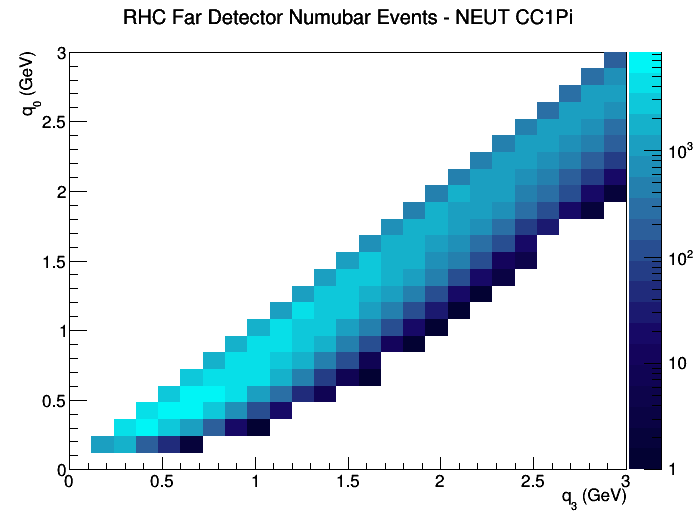 RHC Far Detector Numubar Events - NEUT CC1Pi
q₀ (GeV)
3
2.5
2
1.5
1
0.5
0
0 0.5 1 1.5 2 2.5 3
q₃ (GeV)
10³
10²
10
1